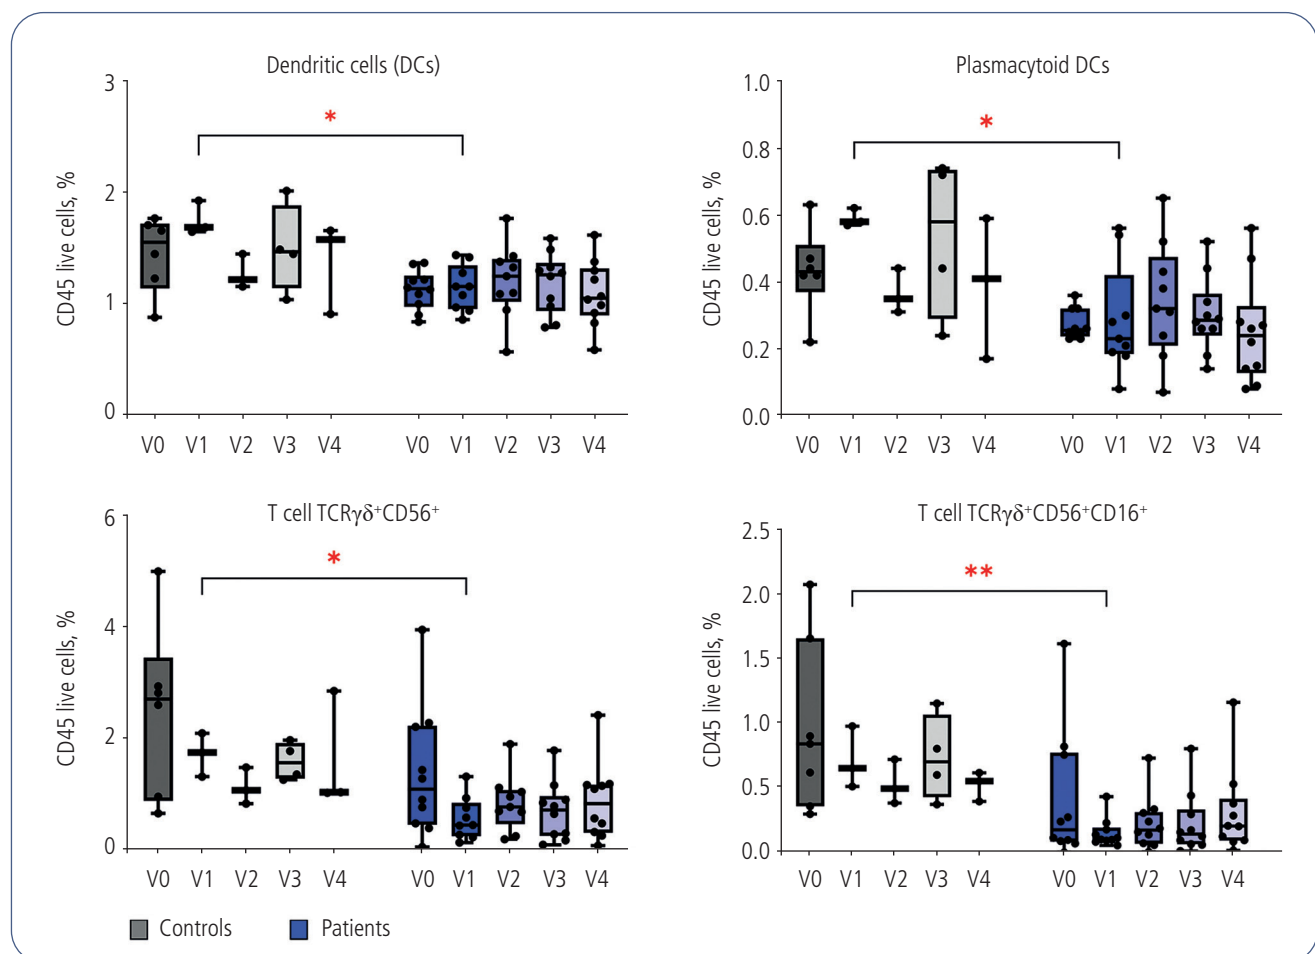 Dendritic cells (DCs)
3
2
1
0
CD45 live cells, %
*
V0 V1 V2 V3 V4 V0 V1 V2 V3 V4
Plasmacytoid DCs
1.0
0.8
0.6
0.4
0.2
0.0
CD45 live cells, %
*
V0 V1 V2 V3 V4 V0 V1 V2 V3 V4
T cell TCRγδ⁺CD56⁺
6
4
2
0
CD45 live cells, %
*
V0 V1 V2 V3 V4 V0 V1 V2 V3 V4
T cell TCRγδ⁺CD56⁺CD16⁺
2.5
2.0
1.5
1.0
0.5
0.0
CD45 live cells, %
**
V0 V1 V2 V3 V4 V0 V1 V2 V3 V4
Controls Patients